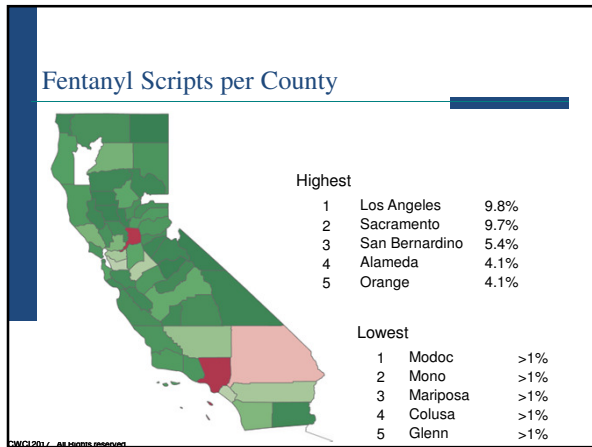 Fentanyl Scripts per County
Highest
1 Los Angeles 9.8%
2 Sacramento 9.7%
3 San Bernardino 5.4%
4 Alameda 4.1%
5 Orange 4.1%
Lowest
1 Modoc >1%
2 Mono >1%
3 Mariposa >1%
4 Colusa >1%
5 Glenn >1%
CWCI 2017. All rights reserved